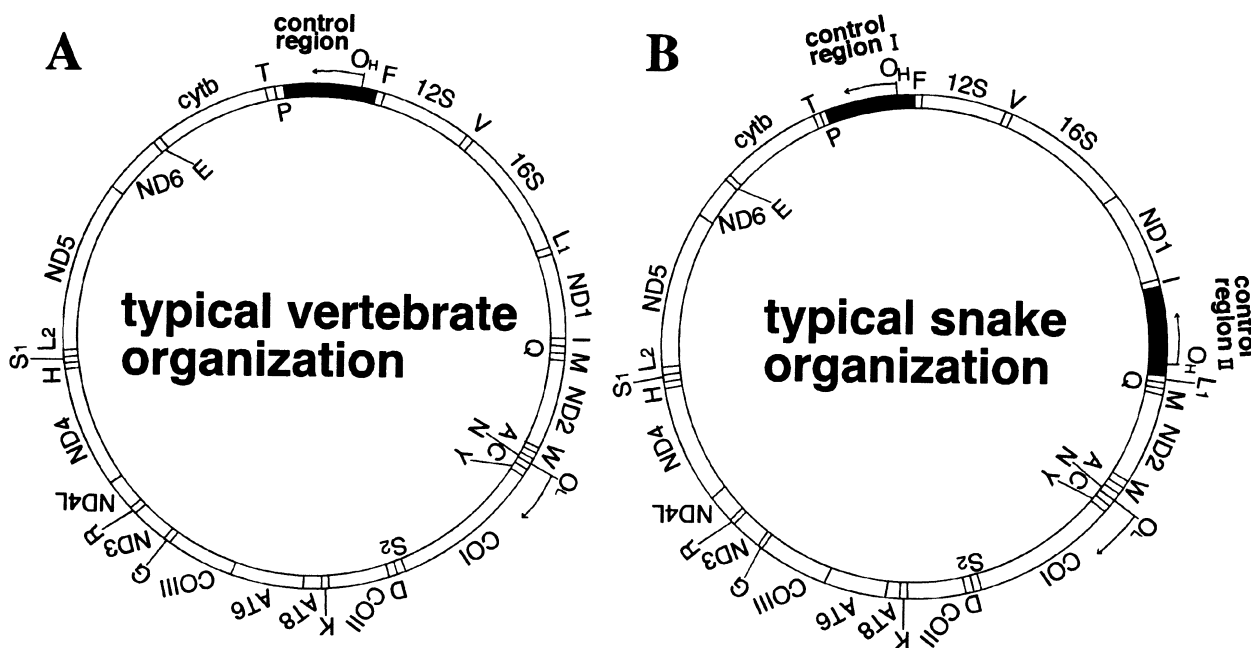 A
control
region
OH
F
12S
V
16S
L1
ND1
I
M
Q
ND2
W
A
N
C
Y
OL
COI
S2
D
COII
K
AT8
AT6
COIII
G
ND3
R
ND4L
ND4
H
S1
L2
ND5
ND6
E
cytb
T
P
typical vertebrate
organization
B
control
region I
OH
F
12S
V
16S
ND1
I
control
region II
OH
L1
Q
M
ND2
W
A
N
C
Y
OL
COI
S2
D
COII
K
AT8
AT6
COIII
G
ND3
R
ND4L
ND4
H
S1
L2
ND5
ND6
E
cytb
T
P
typical snake
organization